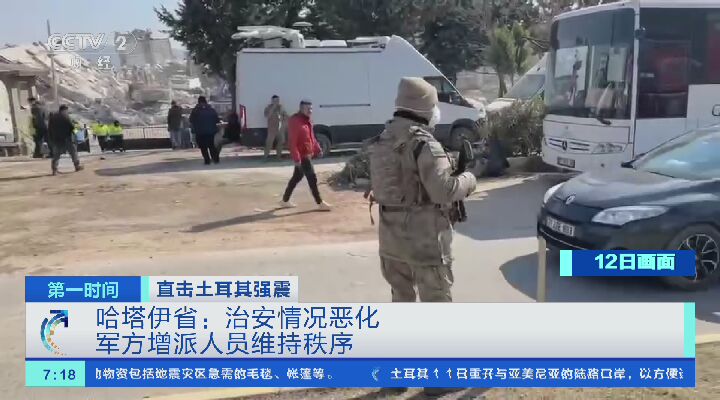 CCTV 2
财经
12日画面
第一时间
直击土耳其强震
哈塔伊省：治安情况恶化
军方增派人员维持秩序
7:18
物资包括地震灾区急需的毛毯、帐篷等。
土耳其11日重开与亚美尼亚的陆路口岸，以方便